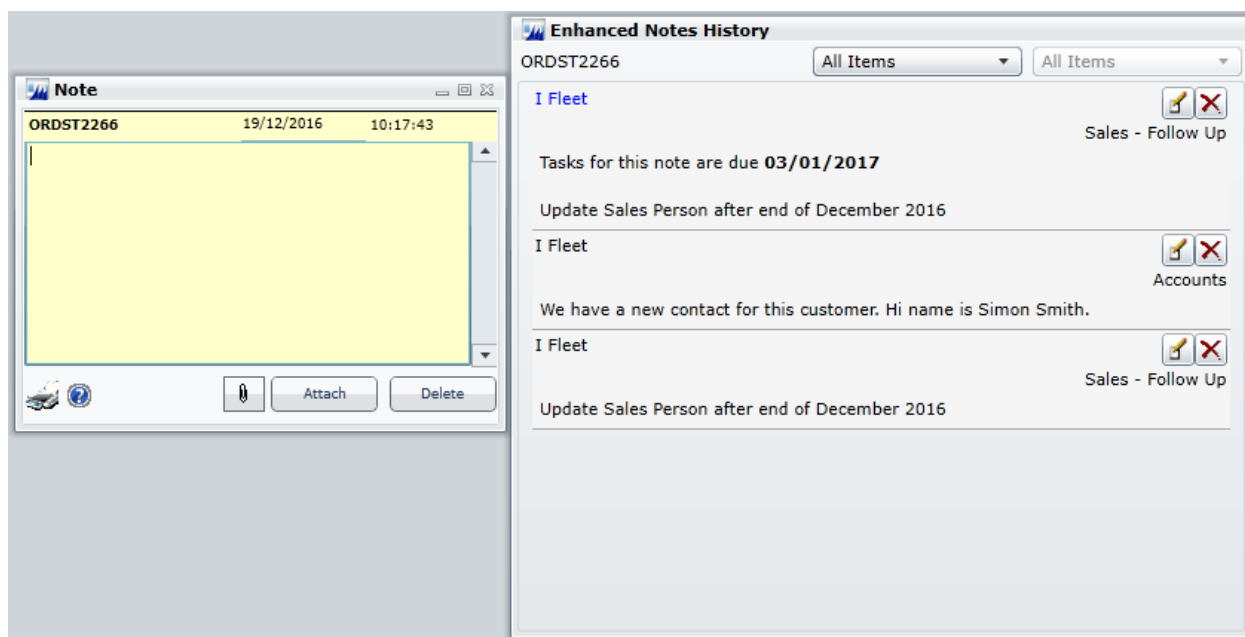 Note
ORDST2266 19/12/2016 10:17:43
Attach Delete
Enhanced Notes History
ORDST2266 All Items All Items
I Fleet
Sales - Follow Up
Tasks for this note are due 03/01/2017
Update Sales Person after end of December 2016
I Fleet
Accounts
We have a new contact for this customer. Hi name is Simon Smith.
I Fleet
Sales - Follow Up
Update Sales Person after end of December 2016